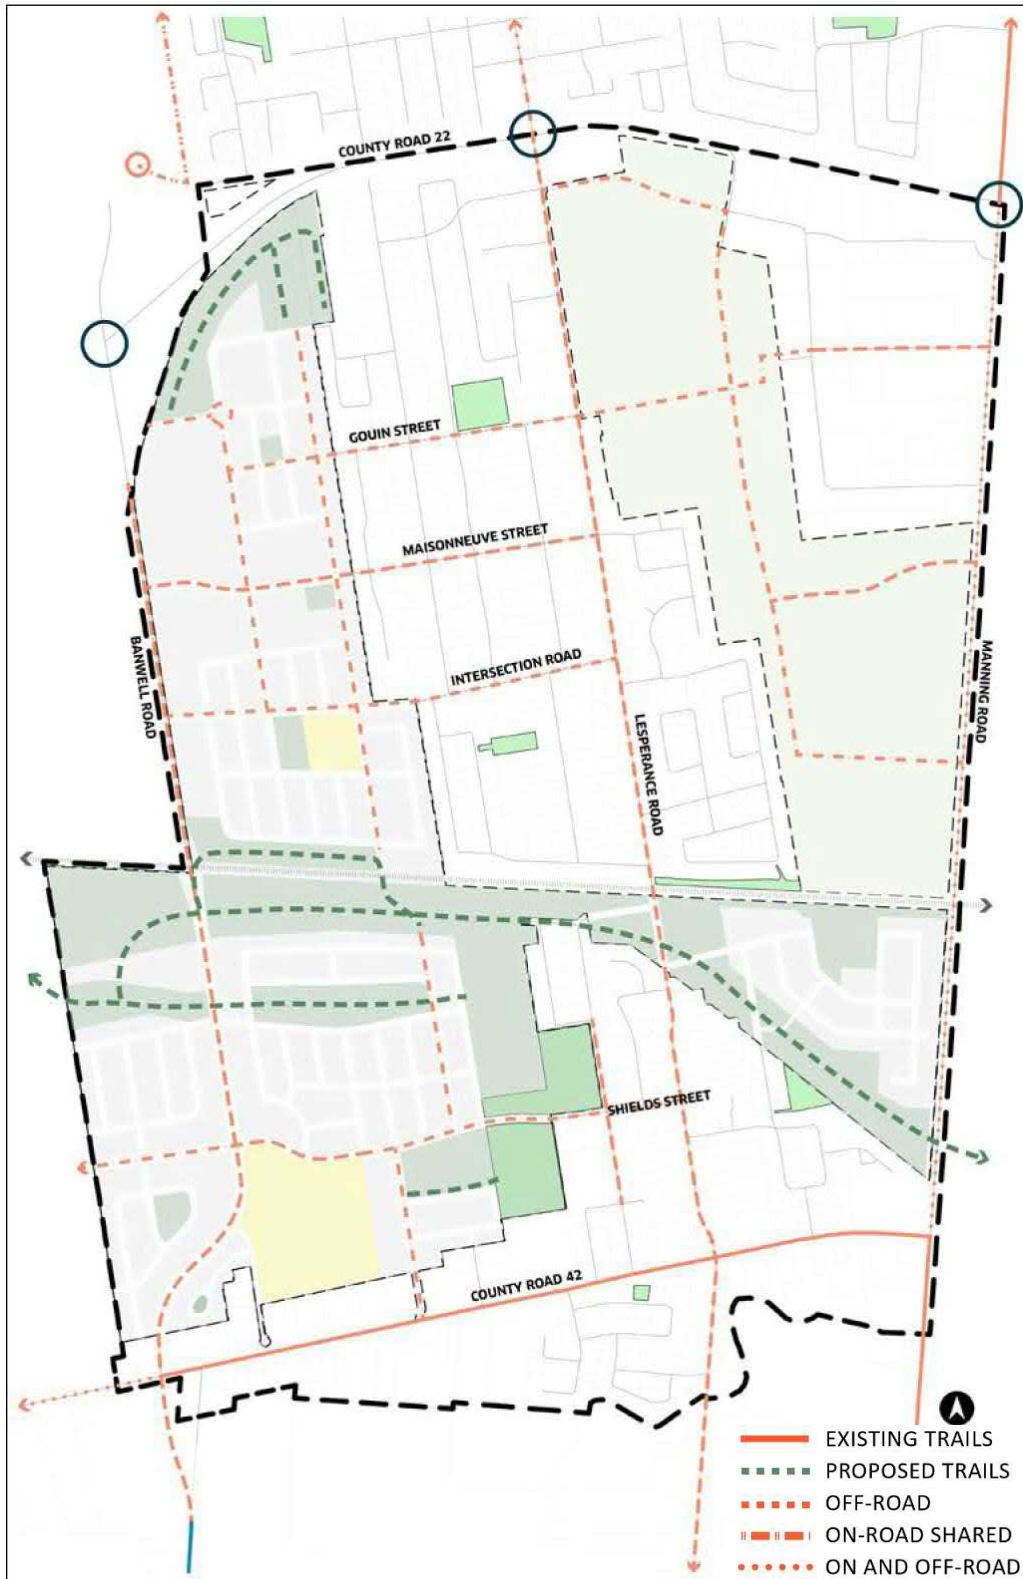 COUNTY ROAD 22
GOUIN STREET
MAISONNEUVE STREET
INTERSECTION ROAD
BANWELL ROAD
LESPERANCE ROAD
MANNING ROAD
SHIELDS STREET
COUNTY ROAD 42
EXISTING TRAILS
PROPOSED TRAILS
OFF-ROAD
ON-ROAD SHARED
ON AND OFF-ROAD